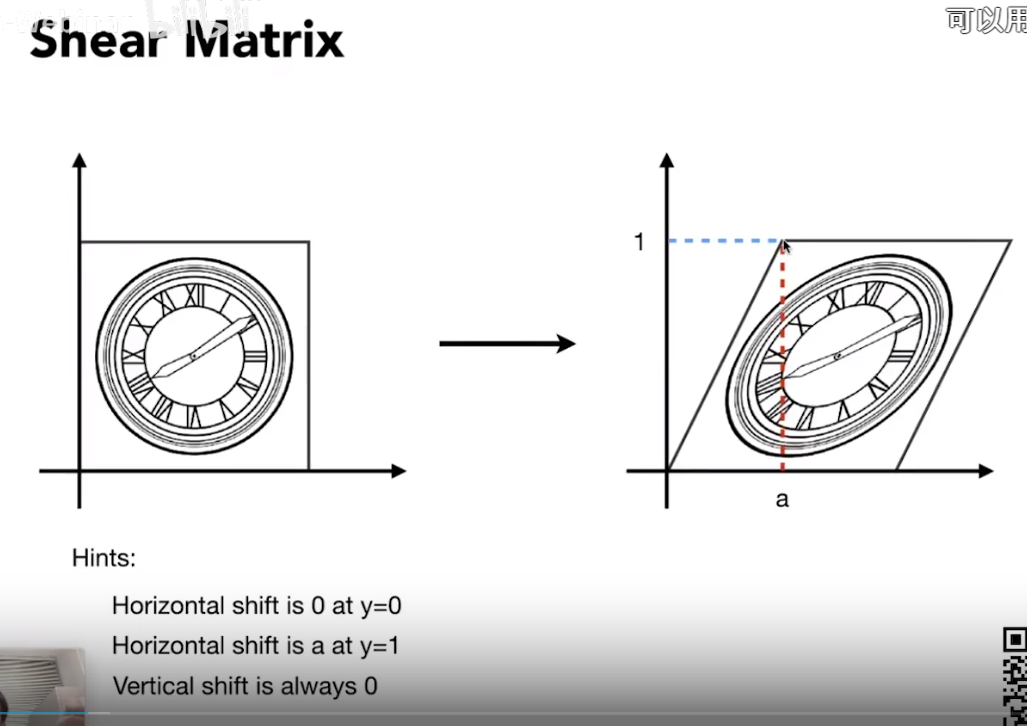 Shear Matrix
可以用
1
a
Hints:
Horizontal shift is 0 at y=0
Horizontal shift is a at y=1
Vertical shift is always 0